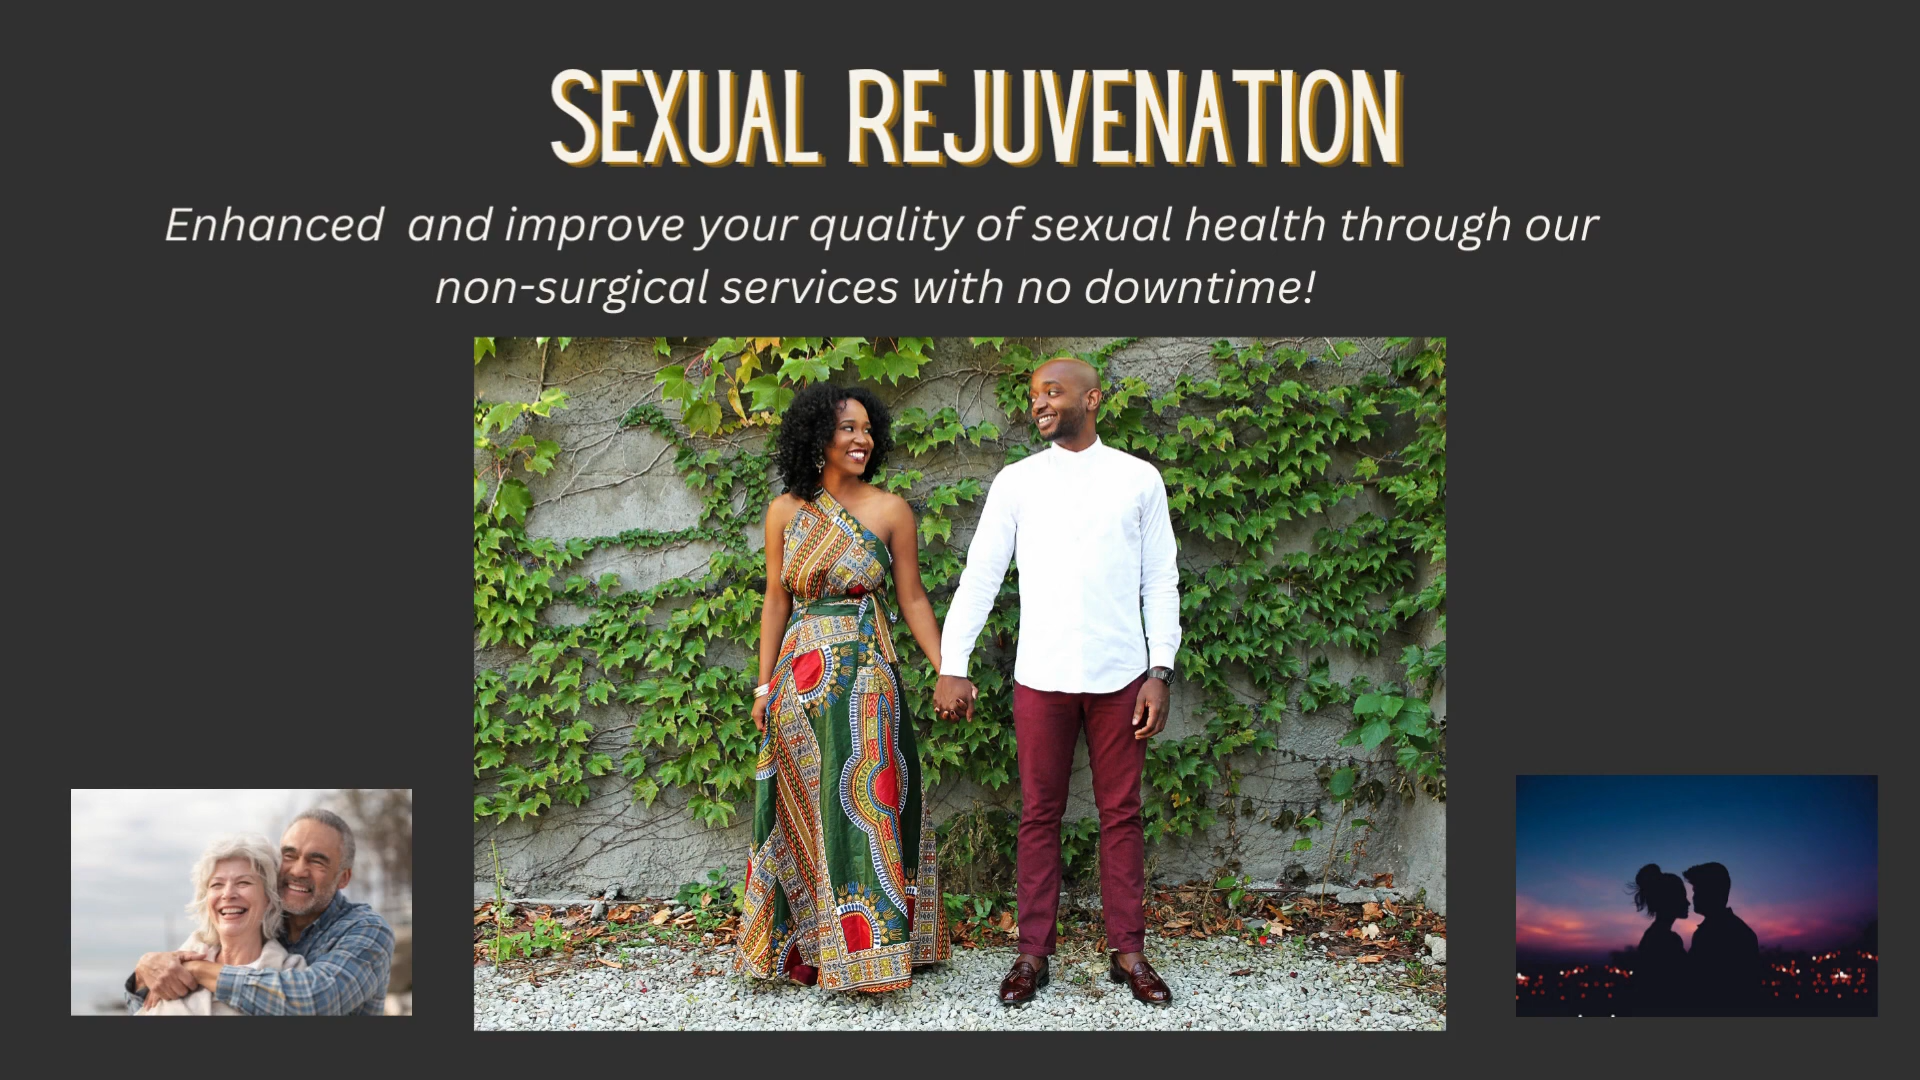 SEXUAL REJUVENATION
Enhanced and improve your quality of sexual health through our
non-surgical services with no downtime!